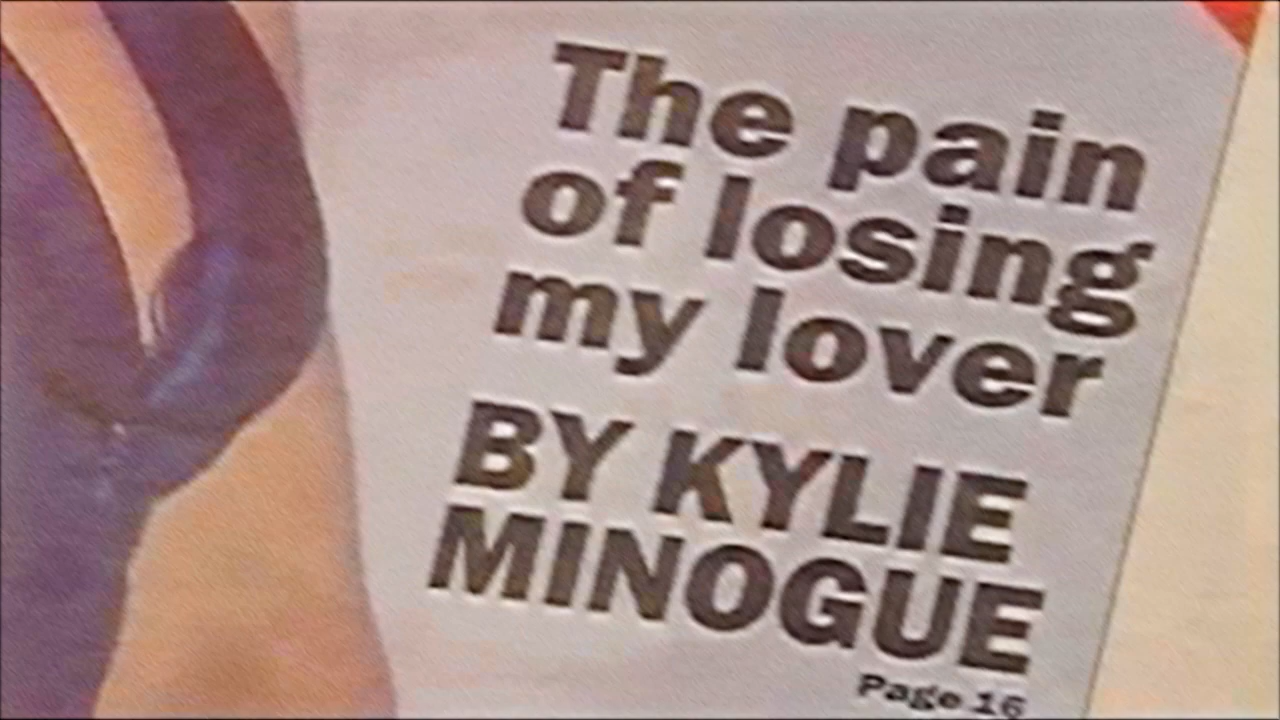 The pain
of losing
my lover
BY KYLIE
MINOGUE
Page 16